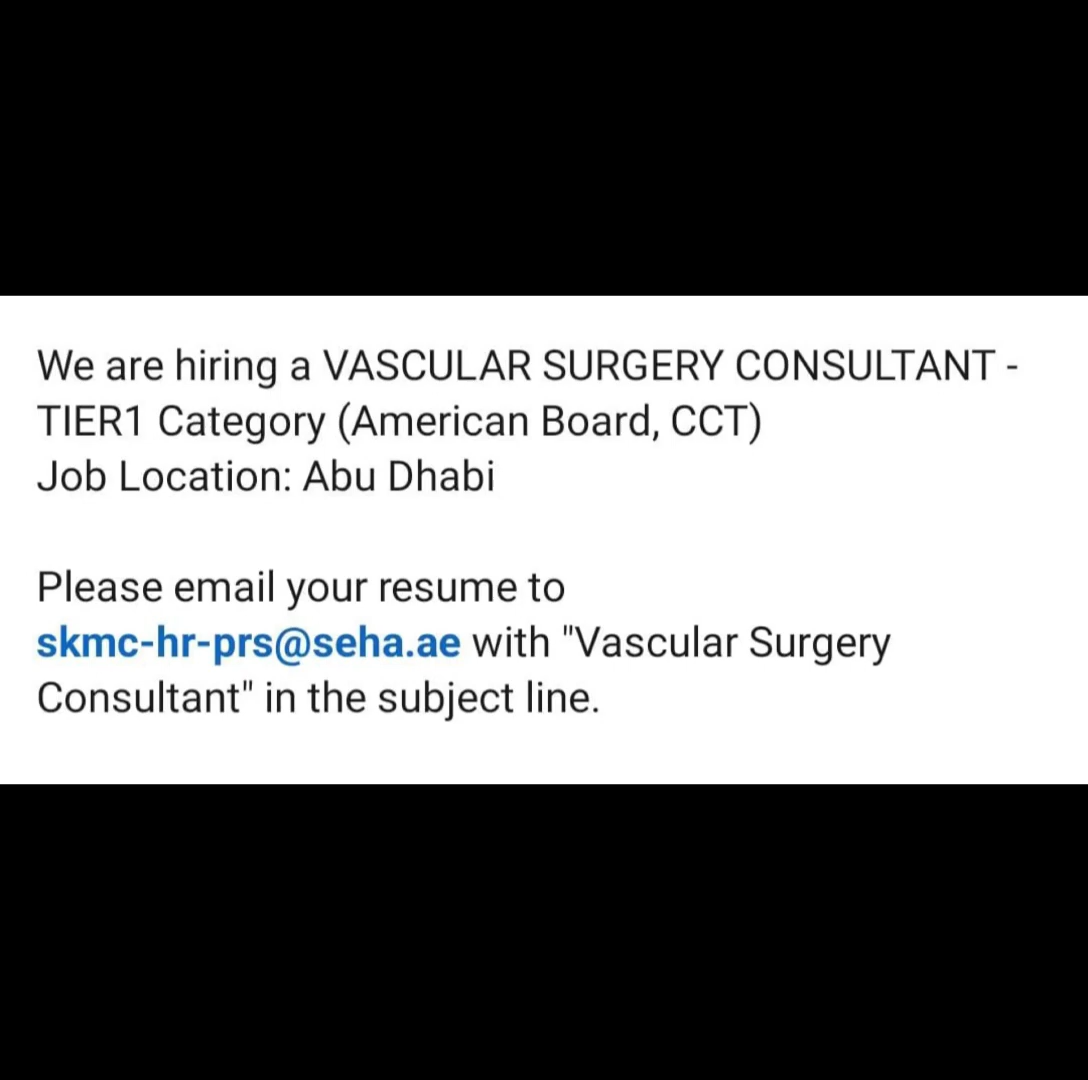 We are hiring a VASCULAR SURGERY CONSULTANT -
TIER1 Category (American Board, CCT)
Job Location: Abu Dhabi
Please email your resume to
skmc-hr-prs@seha.ae with "Vascular Surgery
Consultant" in the subject line.